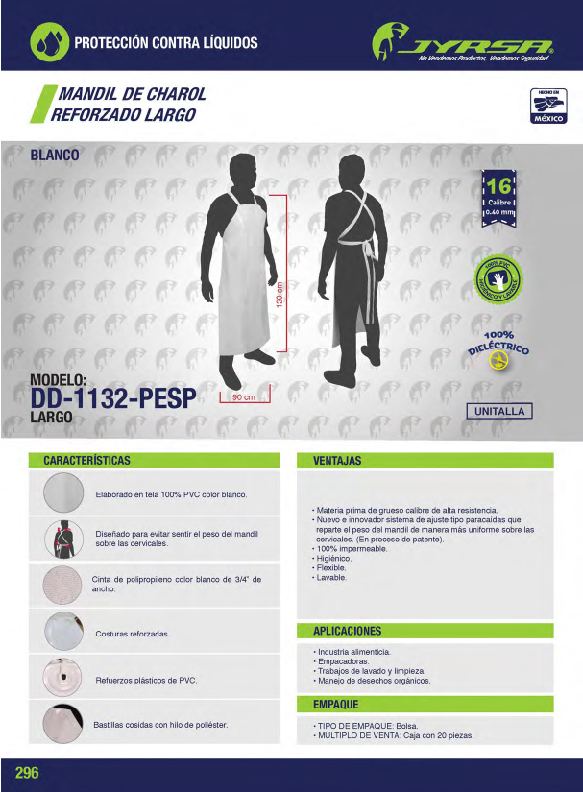 PROTECCIÓN CONTRA LÍQUIDOS
JYRSA®
No Vendemos Productos, Vendemos Seguridad
MANDIL DE CHAROL
REFORZADO LARGO
HECHO EN
MÉXICO
BLANCO
16
Calibre
0.40 mm
100% PVC
HIGIÉNICO Y LAVABLE
120 cm
100%
DIELÉCTRICO
MODELO:
DD-1132-PESP
LARGO
90 cm
UNITALLA
CARACTERÍSTICAS
Elaborado en tela 100% PVC color blanco.
Diseñado para evitar sentir el peso del mandil
sobre las cervicales.
Cinta de polipropieno color blanco de 3/4" de
ancho.
Costuras reforzadas.
Refuerzos plásticos de PVC.
Bastillas cosidas con hilo de poliéster.
VENTAJAS
• Materia prima de grueso calibre de alta resistencia.
• Nuevo e innovador sistema de ajuste tipo paracaídas que
reparte el peso del mandil de manera más uniforme sobre las
cervicales. (En proceso de patente).
• 100% impermeable.
• Higiénico.
• Flexible.
• Lavable.
APLICACIONES
• Industria alimenticia.
• Empacadoras.
• Trabajos de lavado y limpieza
• Manejo de desechos orgánicos.
EMPAQUE
• TIPO DE EMPAQUE: Bolsa.
• MULTIPLO DE VENTA: Caja con 20 piezas
296